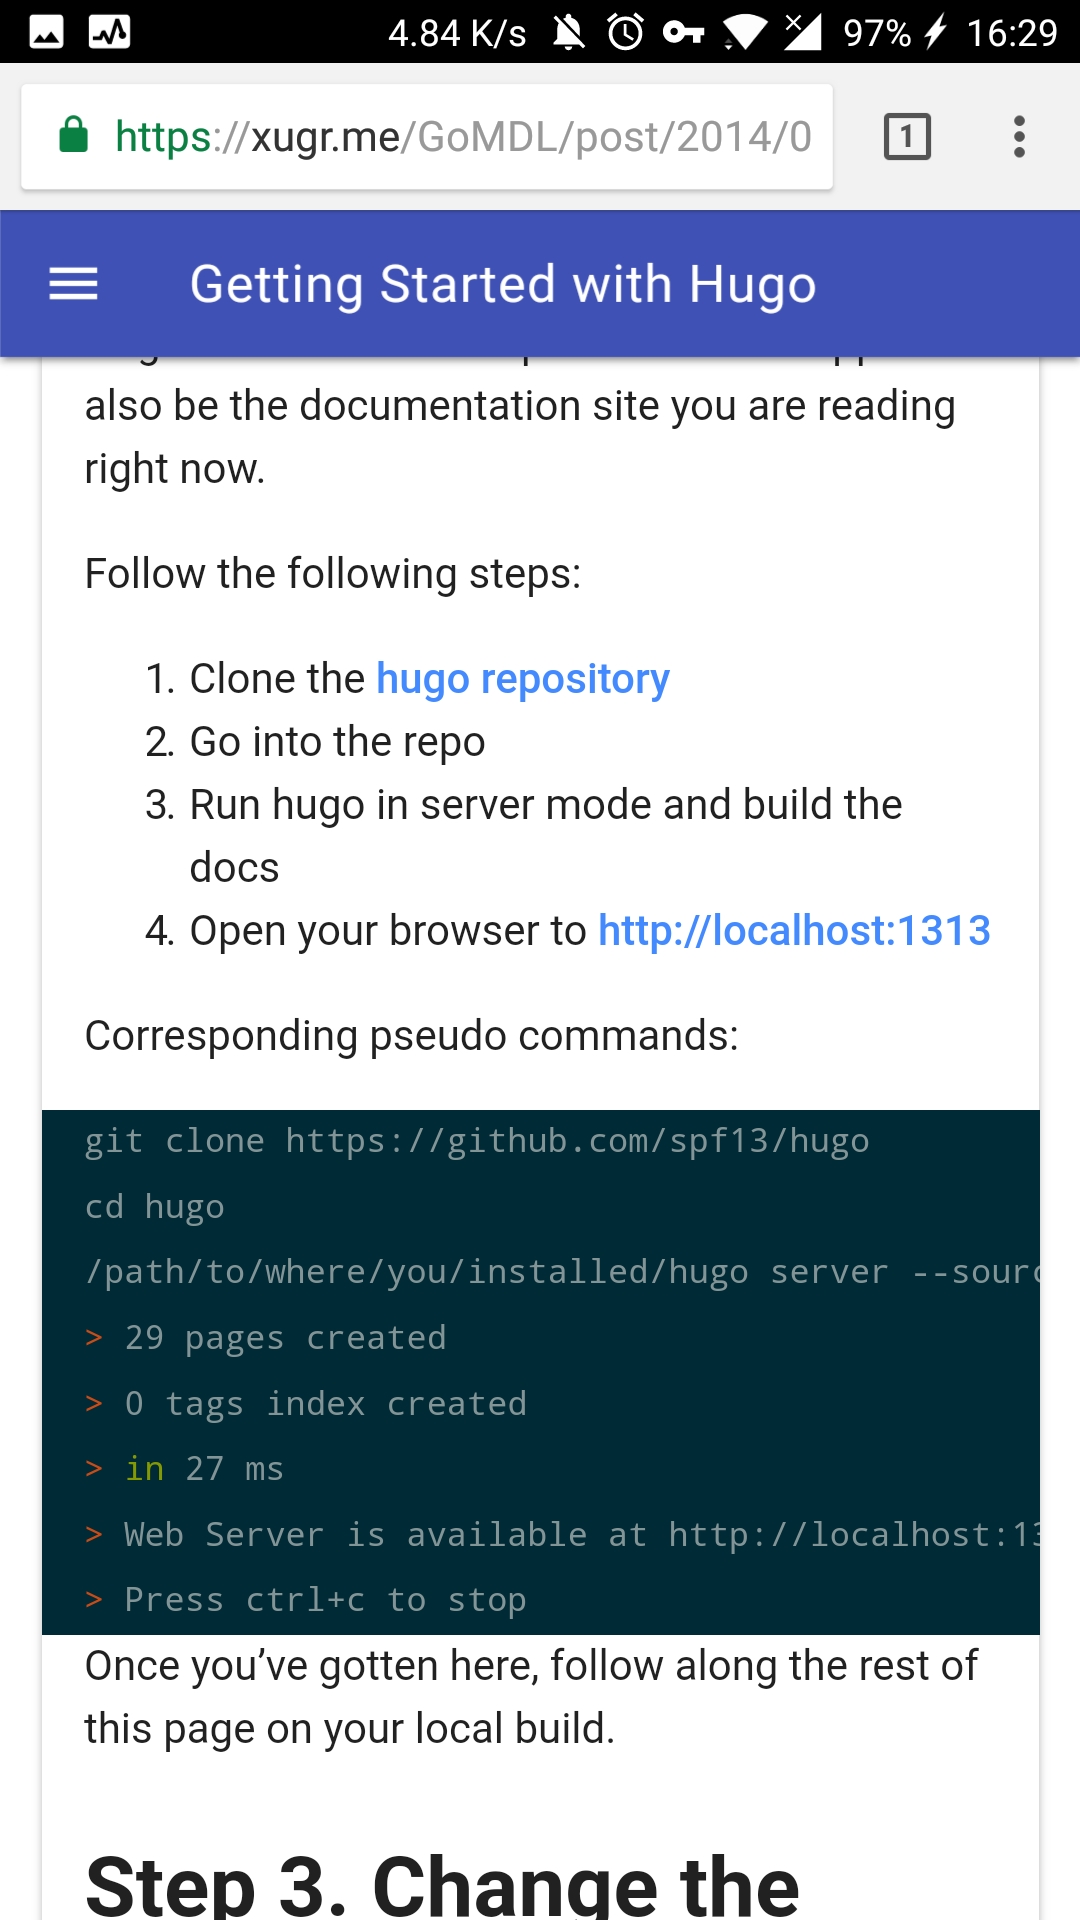 4.84 K/s 97% 16:29
https://xugr.me/GoMDL/post/2014/0 1
Getting Started with Hugo
also be the documentation site you are reading
right now.
Follow the following steps:
1. Clone the hugo repository
2. Go into the repo
3. Run hugo in server mode and build the
docs
4. Open your browser to http://localhost:1313
Corresponding pseudo commands:
git clone https://github.com/spf13/hugo
cd hugo
/path/to/where/you/installed/hugo server --sourc
> 29 pages created
> 0 tags index created
> in 27 ms
> Web Server is available at http://localhost:13
> Press ctrl+c to stop
Once you’ve gotten here, follow along the rest of
this page on your local build.
Step 3. Change the